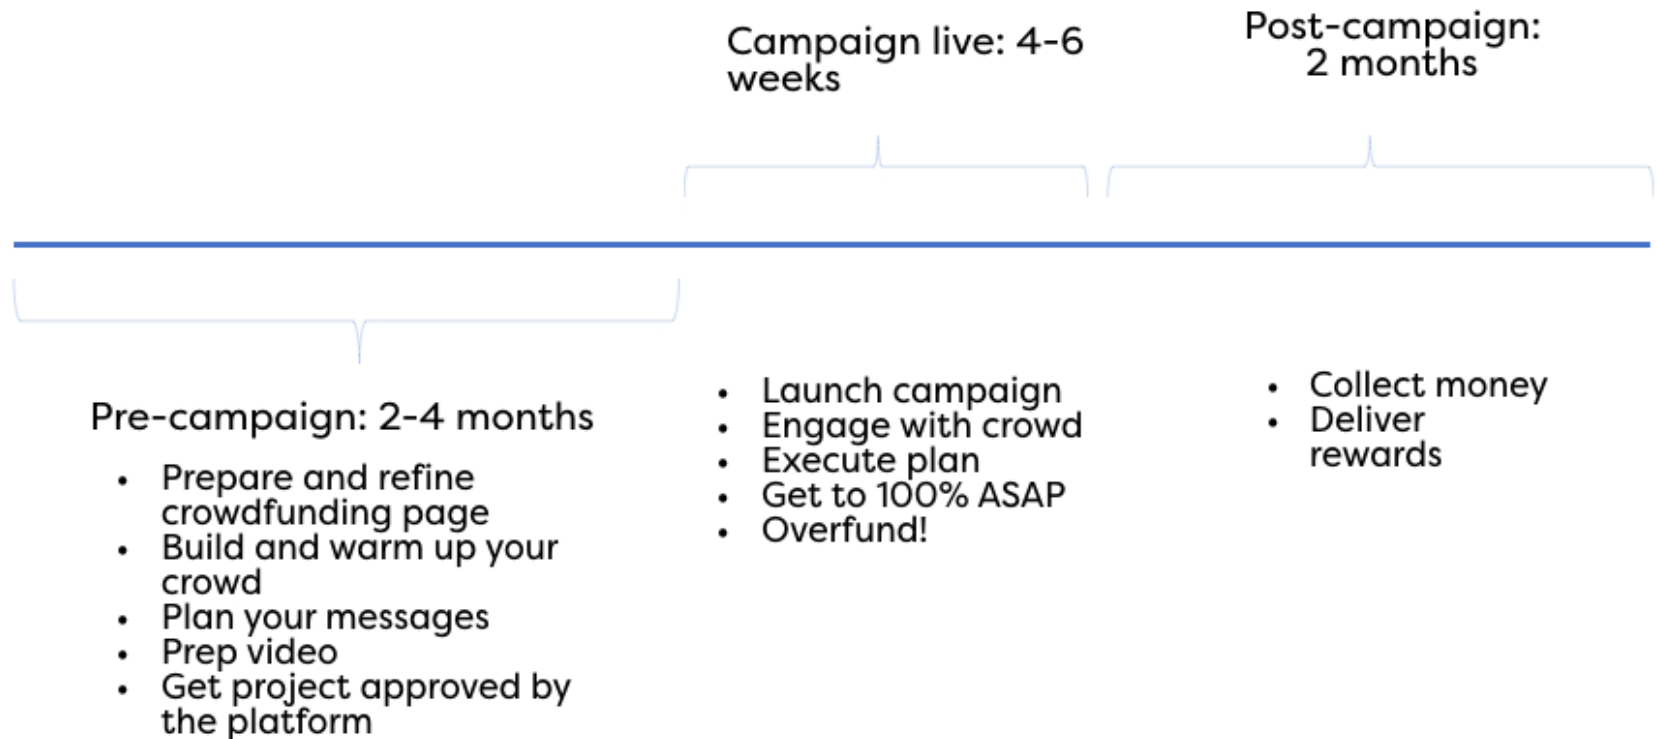 Campaign live: 4-6
weeks
Post-campaign:
2 months
Pre-campaign: 2-4 months
• Prepare and refine
crowdfunding page
• Build and warm up your
crowd
• Plan your messages
• Prep video
• Get project approved by
the platform
• Launch campaign
• Engage with crowd
• Execute plan
• Get to 100% ASAP
• Overfund!
• Collect money
• Deliver
rewards